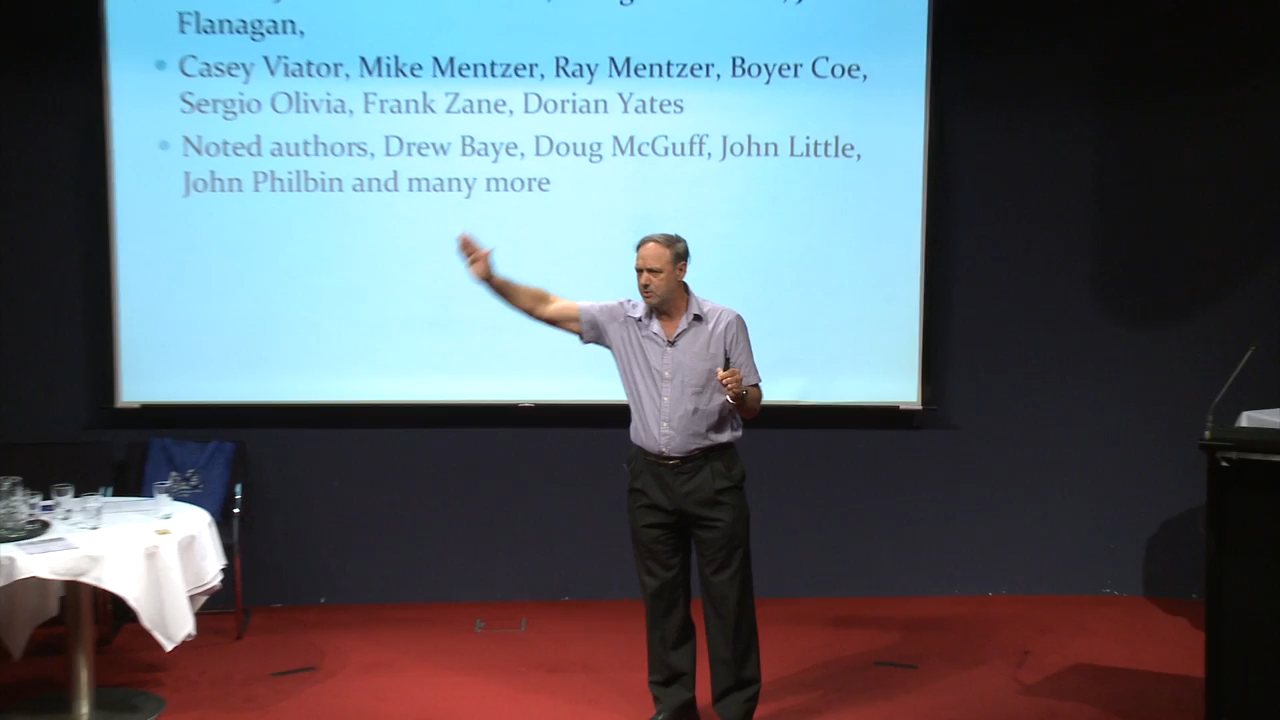 Flanagan,
Casey Viator, Mike Mentzer, Ray Mentzer, Boyer Coe,
Sergio Olivia, Frank Zane, Dorian Yates
Noted authors, Drew Baye, Doug McGuff, John Little,
John Philbin and many more